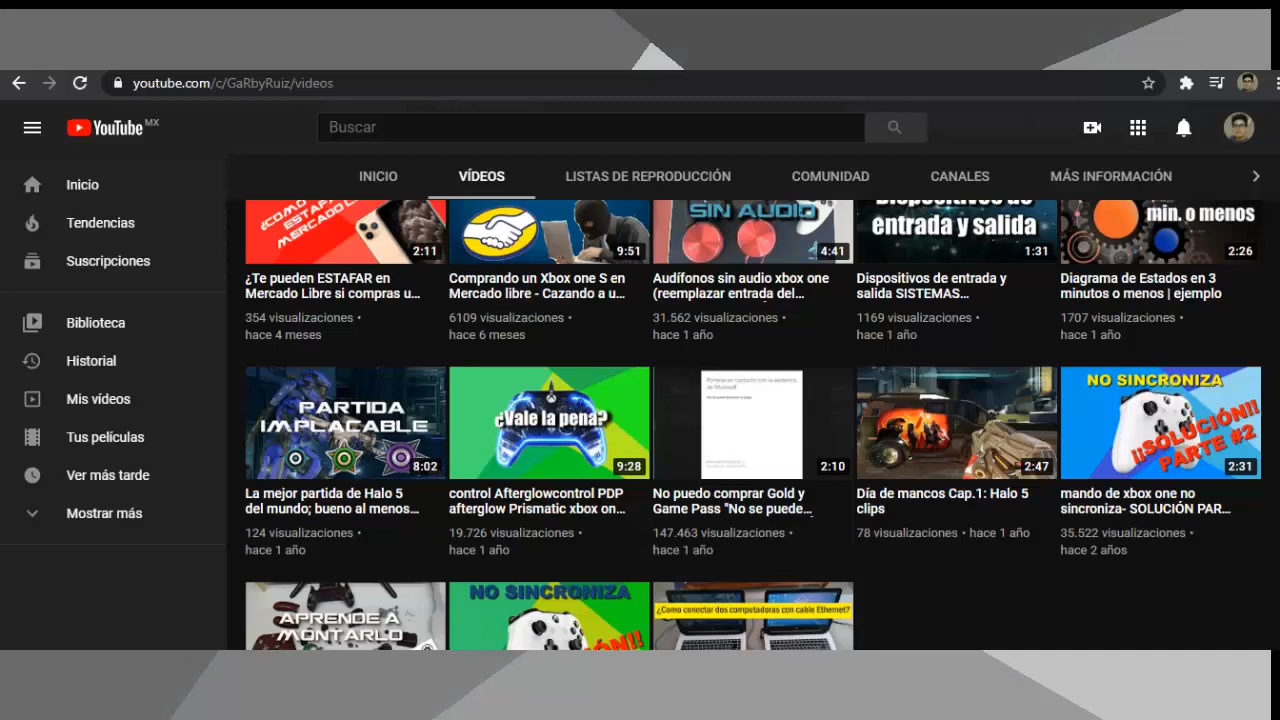 youtube.com/c/GaRbyRuiz/videos
YouTube MX
Buscar
INICIO
VÍDEOS
LISTAS DE REPRODUCCIÓN
COMUNIDAD
CANALES
MÁS INFORMACIÓN
Inicio
Tendencias
Suscripciones
Biblioteca
Historial
Mis vídeos
Tus películas
Ver más tarde
Mostrar más
MERCADO L
2:11
¿Te pueden ESTAFAR en
Mercado Libre si compras u...
354 visualizaciones •
hace 4 meses
9:51
Comprando un Xbox one S en
Mercado libre - Cazando a u...
6109 visualizaciones •
hace 6 meses
SIN AUDIO
4:41
Audífonos sin audio xbox one
(reemplazar entrada del...
31.562 visualizaciones •
hace 1 año
Dispositivos de
entrada y salida
1:31
Dispositivos de entrada y
salida SISTEMAS...
1169 visualizaciones •
hace 1 año
min. o menos
2:26
Diagrama de Estados en 3
minutos o menos | ejemplo
1707 visualizaciones •
hace 1 año
PARTIDA
IMPLACABLE
8:02
La mejor partida de Halo 5
del mundo; bueno al menos...
124 visualizaciones •
hace 1 año
¿Vale la pena?
9:28
control Afterglowcontrol PDP
afterglow Prismatic xbox on...
19.726 visualizaciones •
hace 1 año
2:10
No puedo comprar Gold y
Game Pass "No se puede...
147.463 visualizaciones •
hace 1 año
2:47
Día de mancos Cap.1: Halo 5
clips
78 visualizaciones • hace 1 año
NO SINCRONIZA
¡¡SOLUCIÓN!!
PARTE #2
2:31
mando de xbox one no
sincroniza- SOLUCIÓN PAR...
35.522 visualizaciones •
hace 2 años
APRENDE A
MONTARLO
NO SINCRONIZA
¿Como conectar dos computadoras con cable Ethernet?